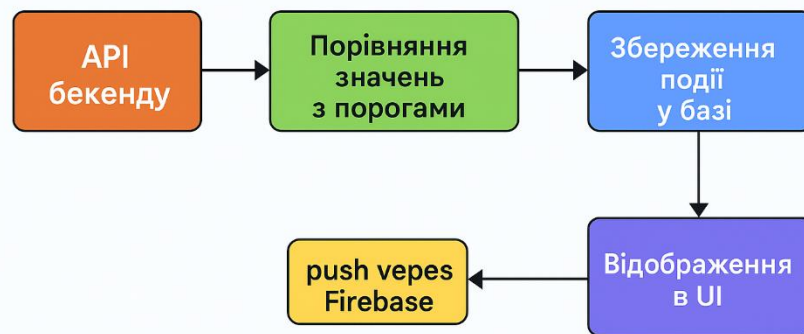 API
бекенду
Порівняння
значень
з порогами
Збереження
події
у базі
Відображення
в UI
push vepes
Firebase